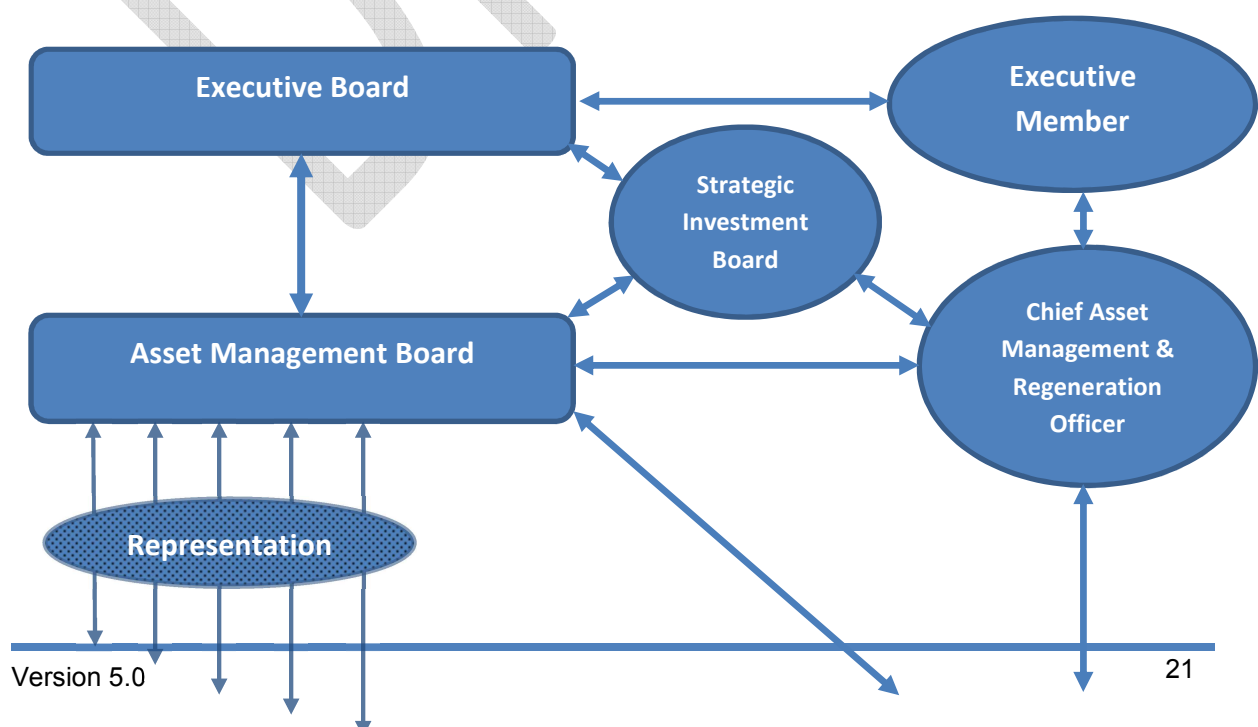 Executive Board
Executive
Member
Strategic
Investment
Board
Asset Management Board
Chief Asset
Management &
Regeneration
Officer
Representation
Version 5.0
21